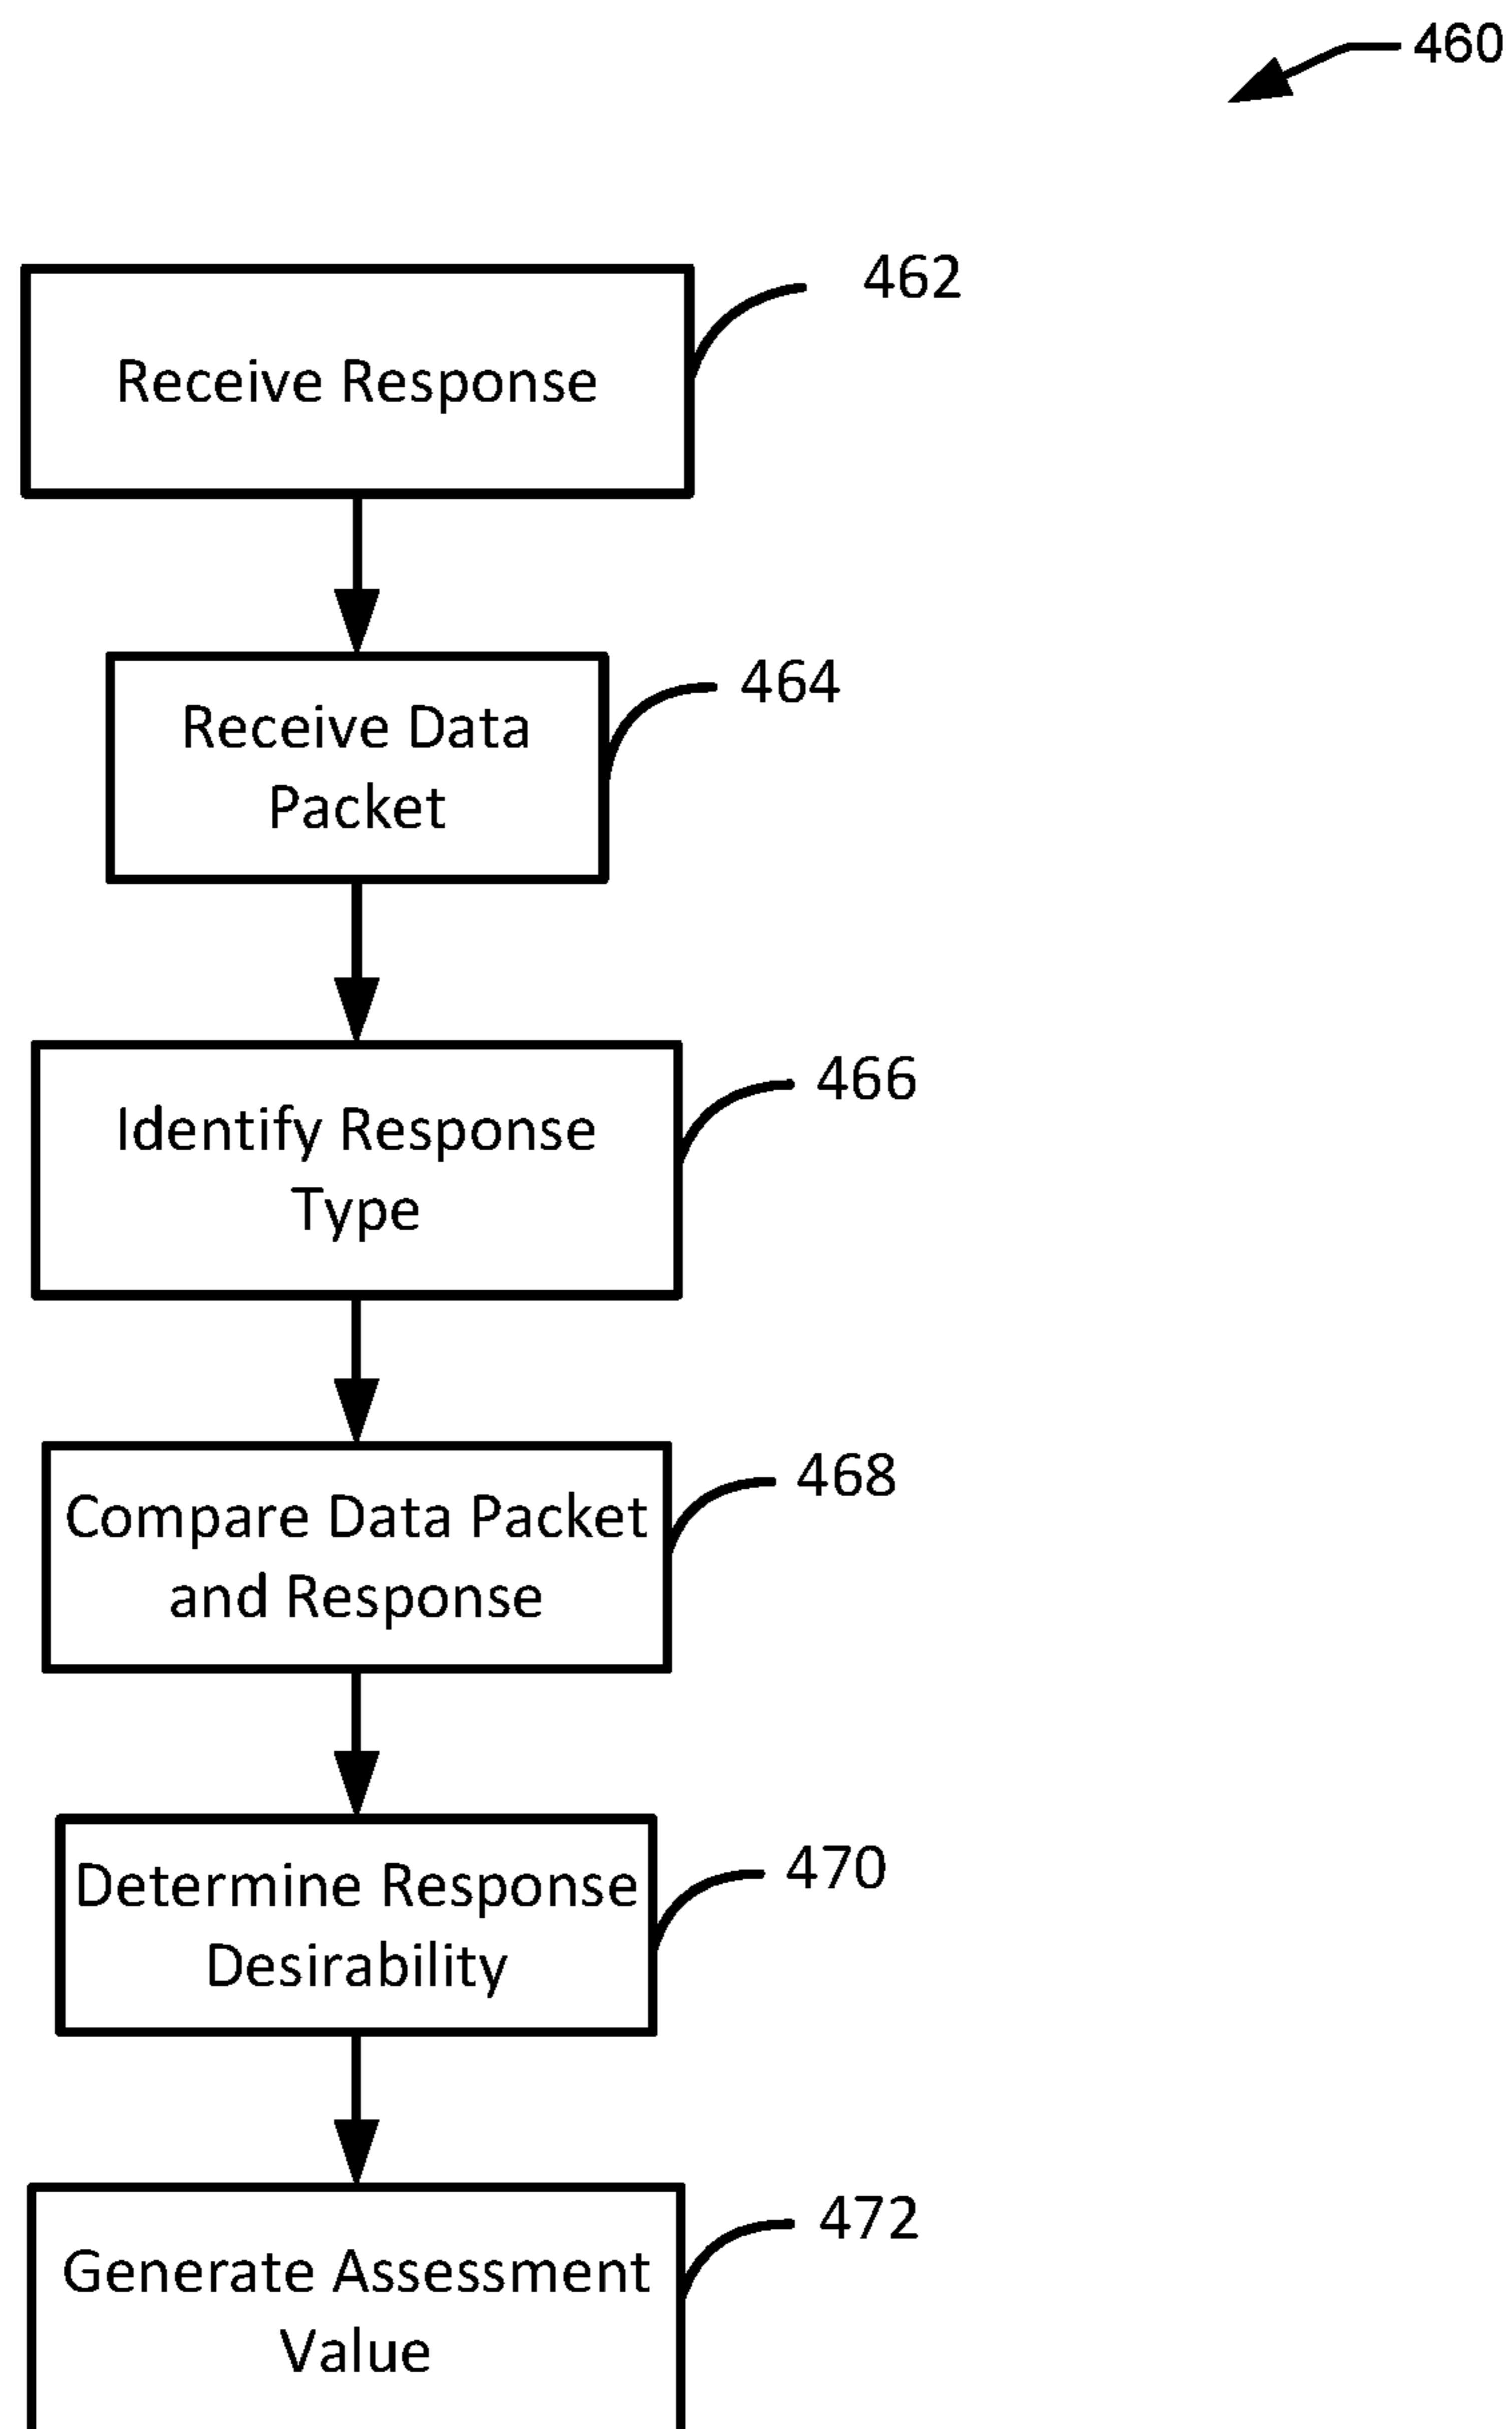 460
462
Receive Response
464
Receive Data
Packet
466
Identify Response
Type
468
Compare Data Packet
and Response
470
Determine Response
Desirability
472
Generate Assessment
Value